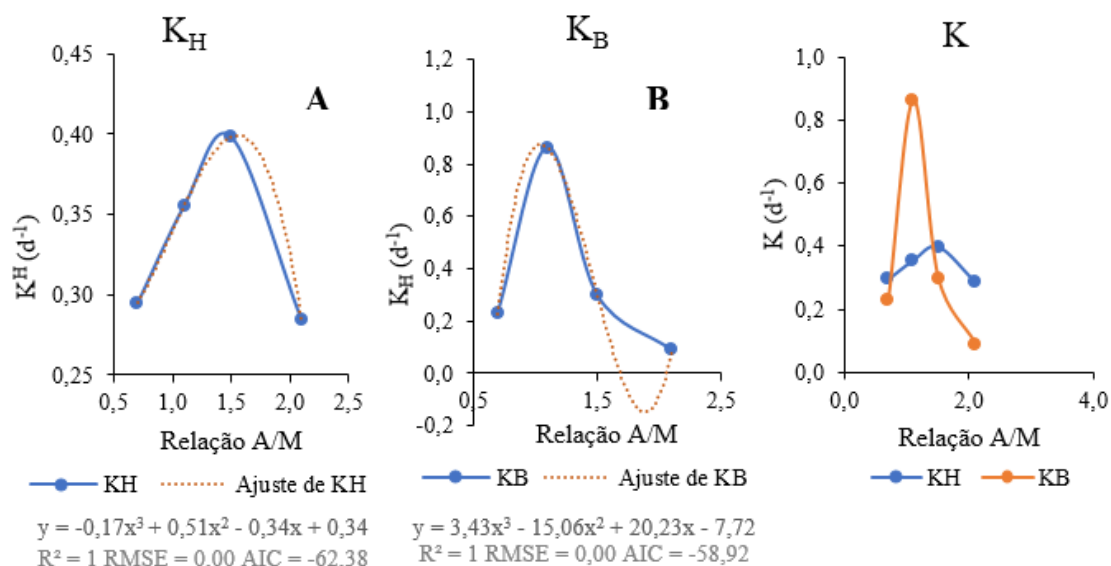 K_H
0,45
0,40
0,35
0,30
0,25
K^H (d^-1)
A
0,5 1,0 1,5 2,0 2,5
Relação A/M
KH Ajuste de KH
y = -0,17x³ + 0,51x² - 0,34x + 0,34
R² = 1 RMSE = 0,00 AIC = -62,38
K_B
1,2
1,0
0,8
0,6
0,4
0,2
0,0
-0,2
K_H (d^-1)
B
0,5 1,5 2,5
Relação A/M
KB Ajuste de KB
y = 3,43x³ - 15,06x² + 20,23x - 7,72
R² = 1 RMSE = 0,00 AIC = -58,92
K
1,0
0,8
0,6
0,4
0,2
0,0
K (d^-1)
0,0 2,0 4,0
Relação A/M
KH KB